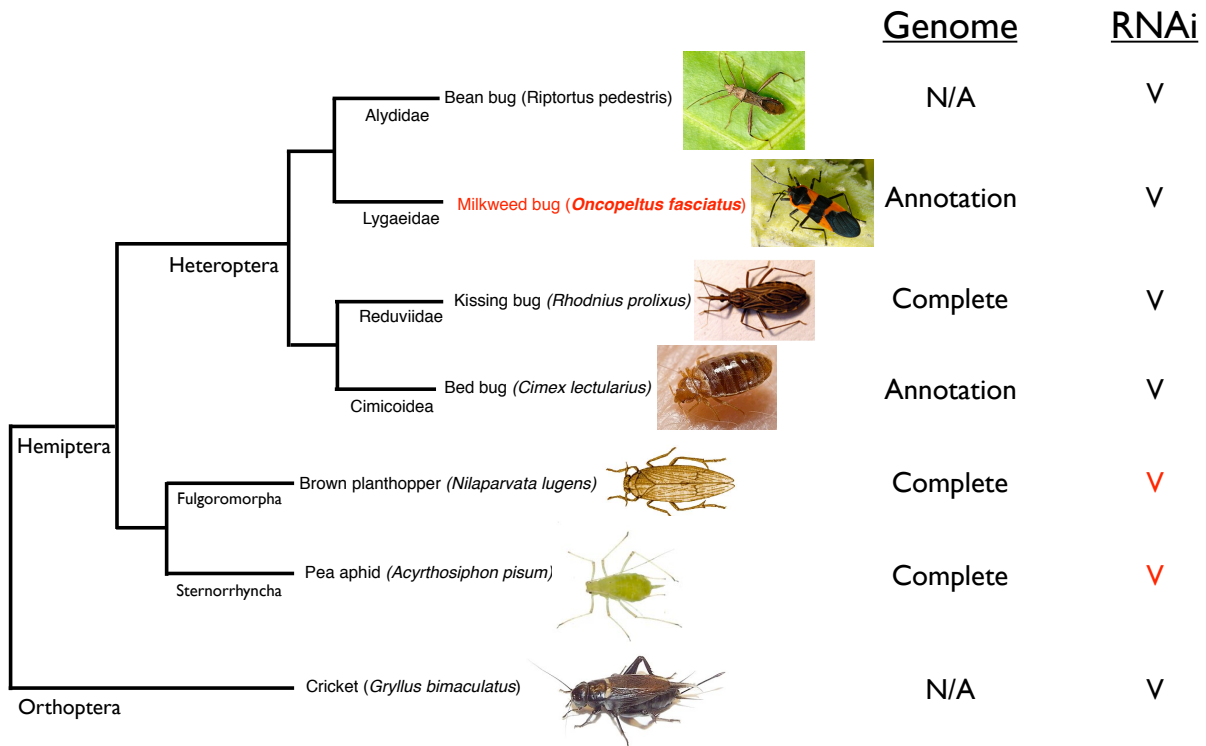 Genome RNAi
Bean bug (Riptortus pedestris) N/A V
Alydidae
Milkweed bug (Oncopeltus fasciatus) Annotation V
Lygaeidae
Heteroptera
Kissing bug (Rhodnius prolixus) Complete V
Reduviidae
Bed bug (Cimex lectularius) Annotation V
Cimicoidea
Hemiptera
Brown planthopper (Nilaparvata lugens) Complete V
Fulgoromorpha
Pea aphid (Acyrthosiphon pisum) Complete V
Sternorrhyncha
Cricket (Gryllus bimaculatus) N/A V
Orthoptera